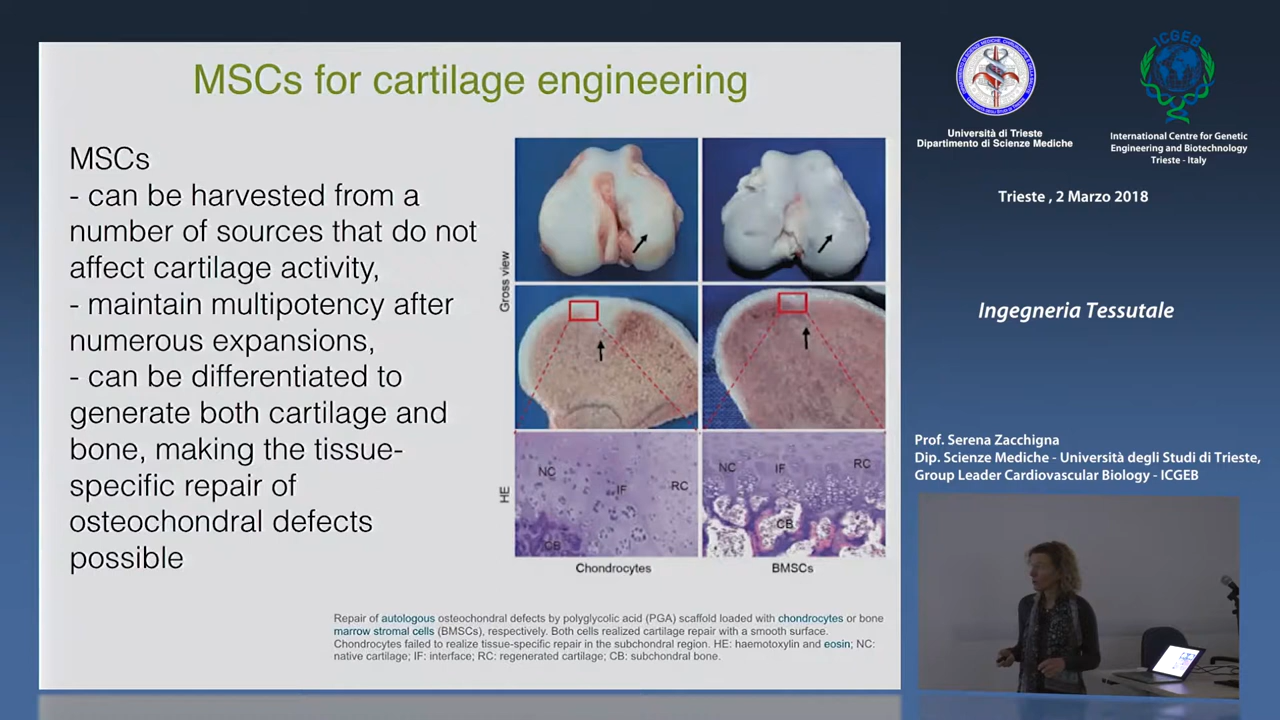 MSCs for cartilage engineering
MSCs
- can be harvested from a
number of sources that do not
affect cartilage activity,
- maintain multipotency after
numerous expansions,
- can be differentiated to
generate both cartilage and
bone, making the tissue-
specific repair of
osteochondral defects
possible
Gross view
HE
NC
IF
RC
CB
NC
IF
RC
CB
Chondrocytes
BMSCs
Repair of autologous osteochondral defects by polyglycolic acid (PGA) scaffold loaded with chondrocytes or bone
marrow stromal cells (BMSCs), respectively. Both cells realized cartilage repair with a smooth surface.
Chondrocytes failed to realize tissue-specific repair in the subchondral region. HE: haemotoxylin and eosin; NC:
native cartilage; IF: interface; RC: regenerated cartilage; CB: subchondral bone.
Università di Trieste
Dipartimento di Scienze Mediche
ICGEB
International Centre for Genetic
Engineering and Biotechnology
Trieste - Italy
Trieste , 2 Marzo 2018
Ingegneria Tessutale
Prof. Serena Zacchigna
Dip. Scienze Mediche - Università degli Studi di Trieste,
Group Leader Cardiovascular Biology - ICGEB